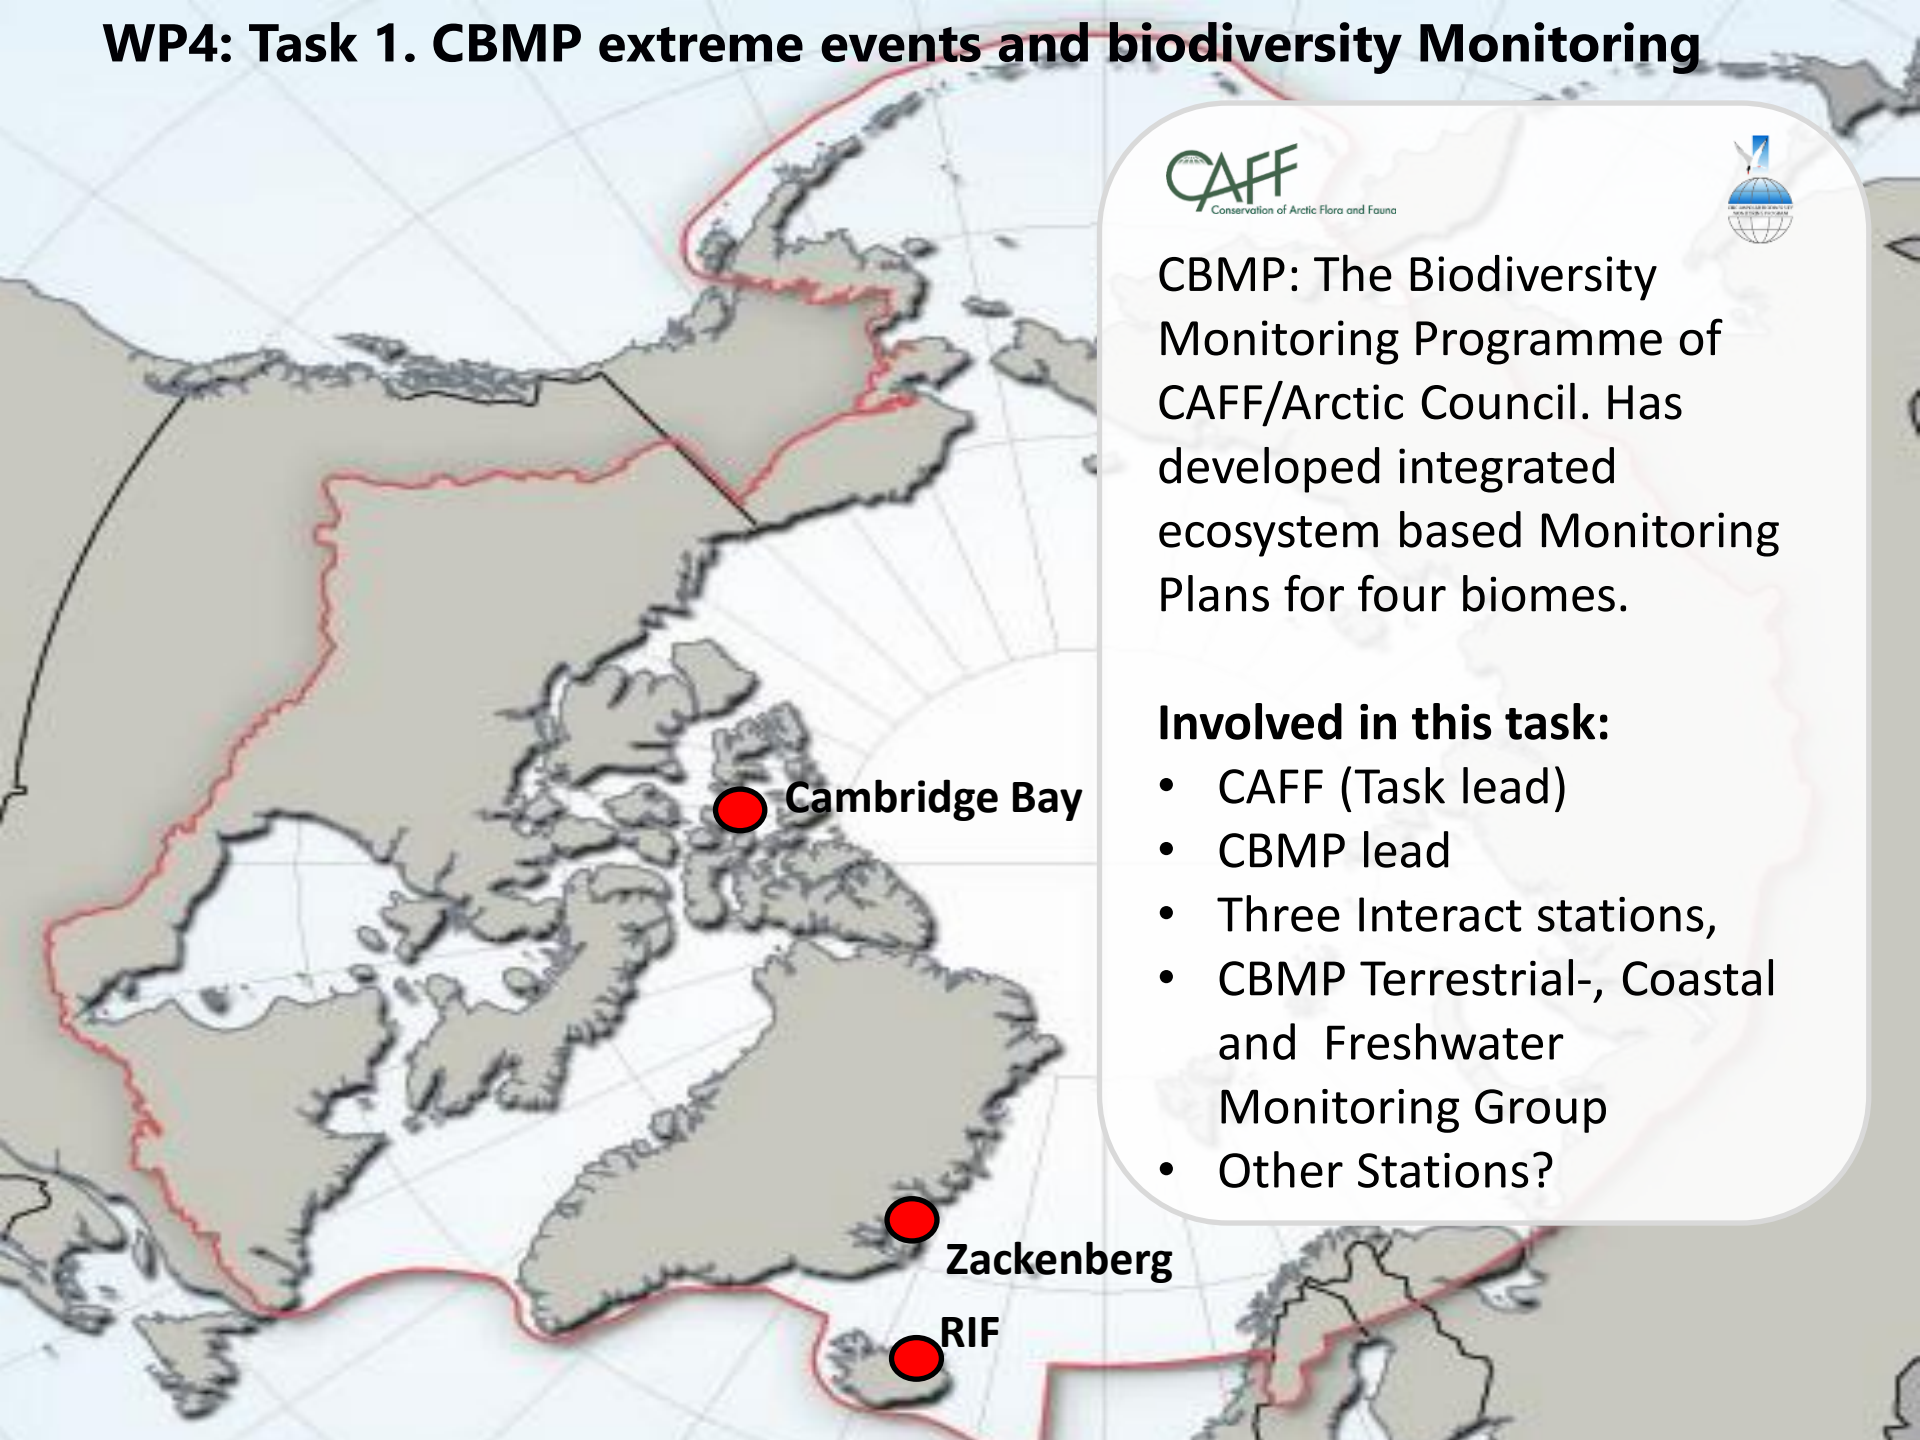 WP4: Task 1. CBMP extreme events and biodiversity Monitoring
CAFF
Conservation of Arctic Flora and Fauna
CBMP: The Biodiversity
Monitoring Programme of
CAFF/Arctic Council. Has
developed integrated
ecosystem based Monitoring
Plans for four biomes.
Involved in this task:
• CAFF (Task lead)
• CBMP lead
• Three Interact stations,
• CBMP Terrestrial-, Coastal
and  Freshwater
Monitoring Group
• Other Stations?
Cambridge Bay
Zackenberg
RIF